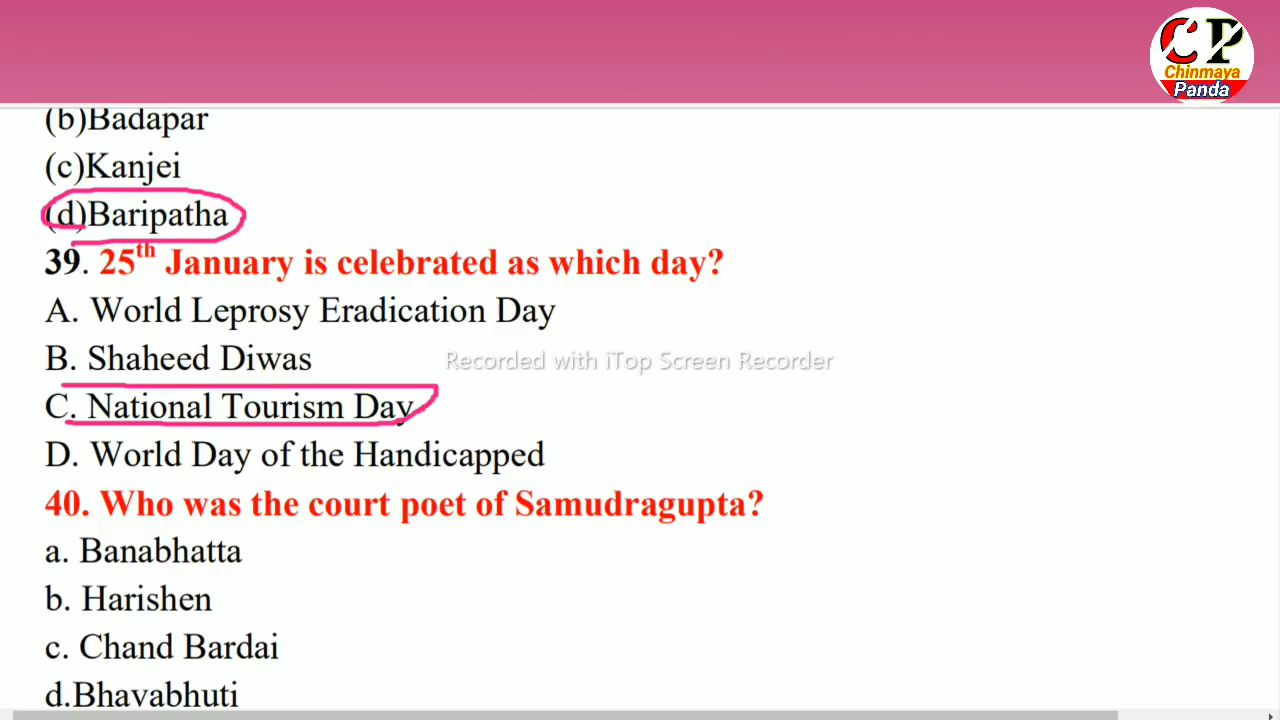 CP
Chinmaya
Panda
(b)Badapar
(c)Kanjei
(d)Baripatha
39. 25th January is celebrated as which day?
A. World Leprosy Eradication Day
B. Shaheed Diwas
Recorded with iTop Screen Recorder
C. National Tourism Day
D. World Day of the Handicapped
40. Who was the court poet of Samudragupta?
a. Banabhatta
b. Harishen
c. Chand Bardai
d.Bhavabhuti